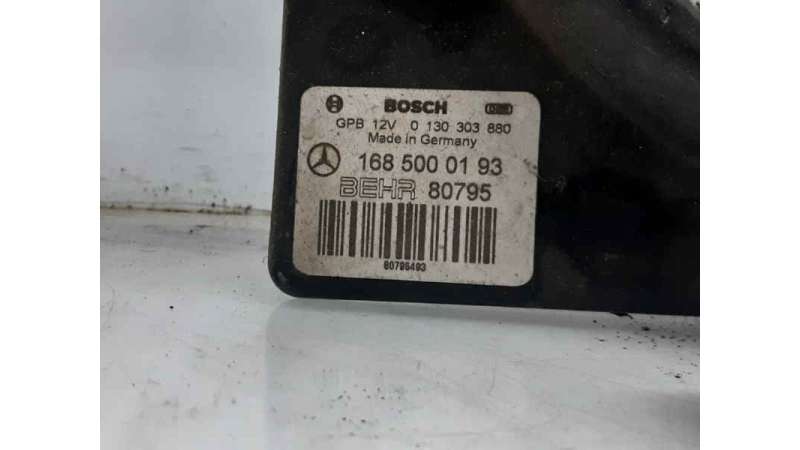 BOSCH
GPB 12V 0 130 303 880
Made in Germany
168 500 01 93
BEHR 80795
80795493